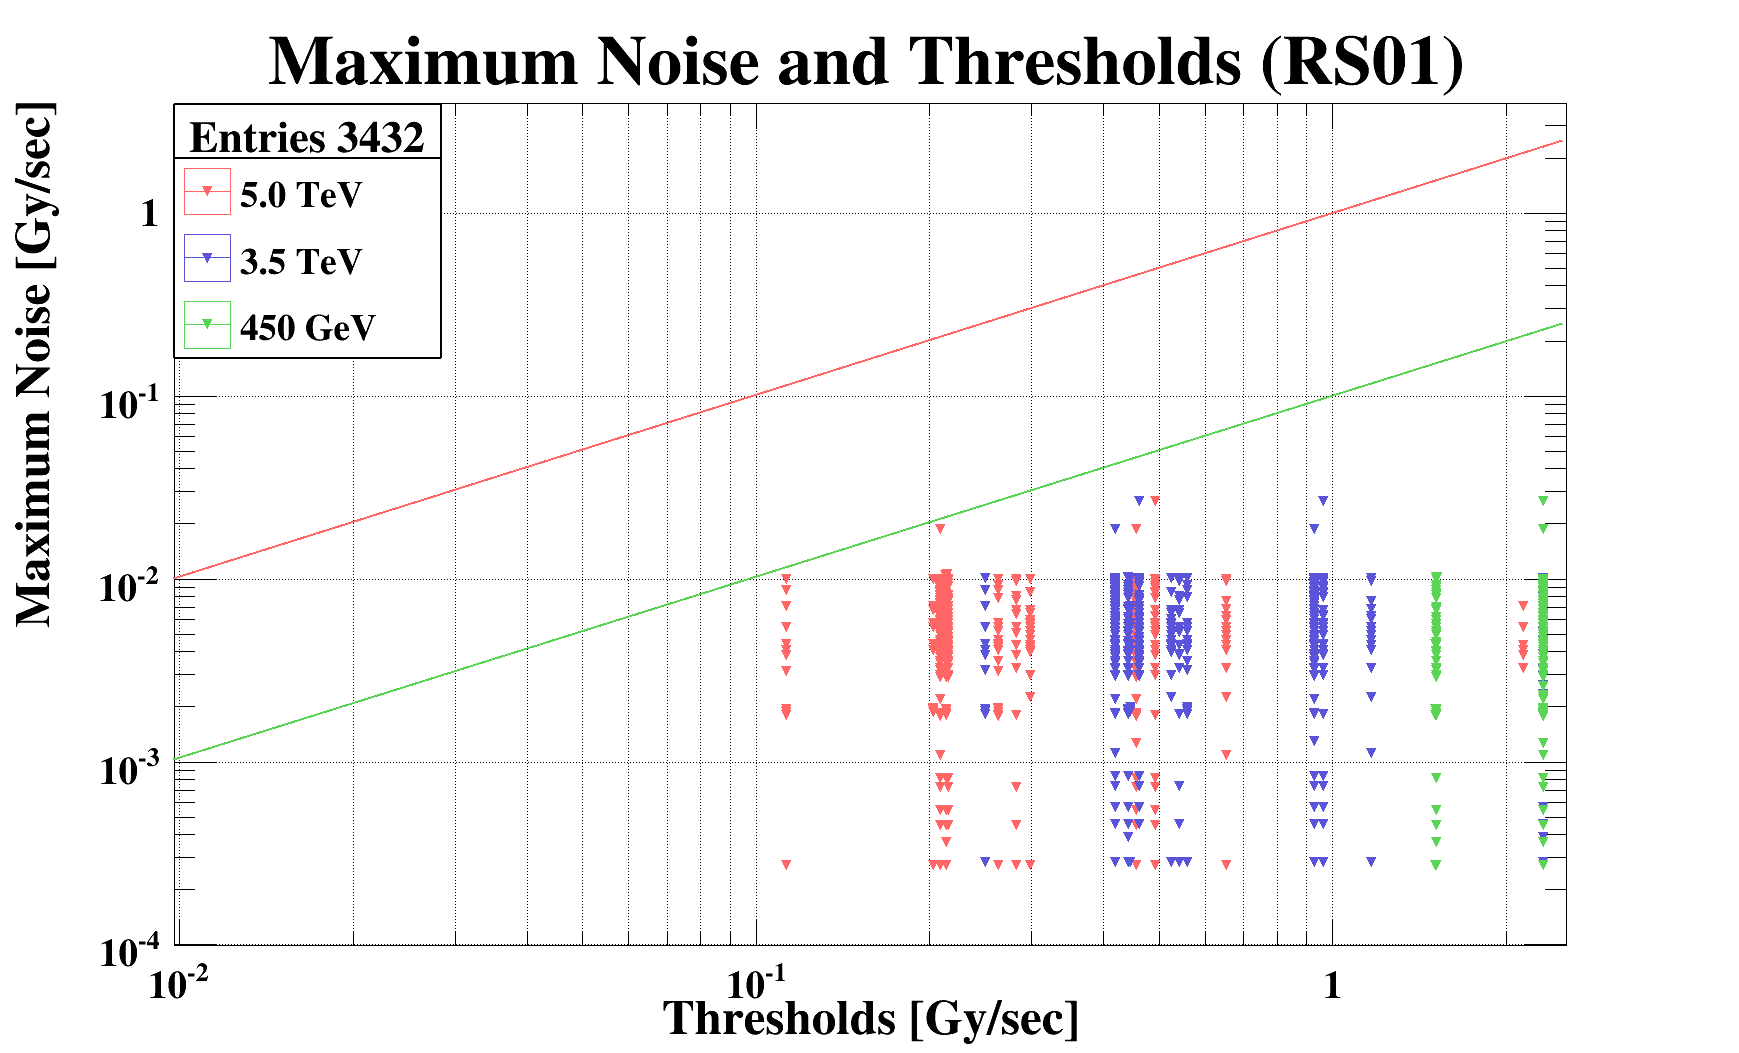 Maximum Noise and Thresholds (RS01)
Maximum Noise [Gy/sec]
Entries 3432
5.0 TeV
3.5 TeV
450 GeV
1
10⁻¹
10⁻²
10⁻³
10⁻⁴
10⁻² 10⁻¹ 1
Thresholds [Gy/sec]